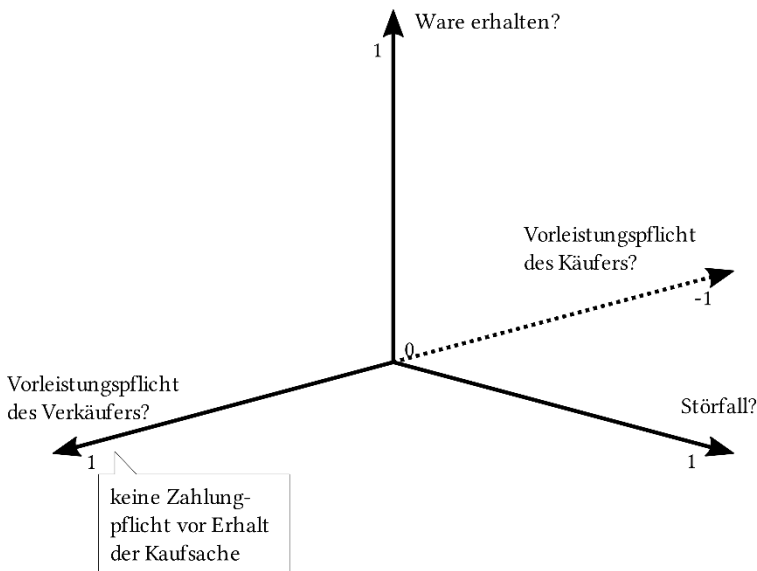 Ware erhalten?
1
Vorleistungspflicht
des Käufers?
-1
0
Vorleistungspflicht
des Verkäufers?
Störfall?
1
1
keine Zahlung-
pflicht vor Erhalt
der Kaufsache